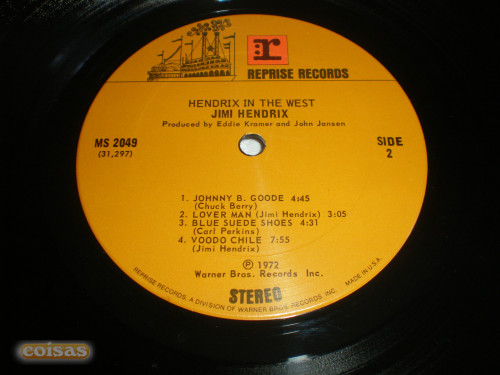 r
REPRISE RECORDS
HENDRIX IN THE WEST
JIMI HENDRIX
Produced by Eddie Kramer and John Jansen
MS 2049
(31,297)
SIDE
2
1. JOHNNY B. GOODE 4:45
(Chuck Berry)
2. LOVER MAN (Jimi Hendrix) 3:05
3. BLUE SUEDE SHOES 4:31
(Carl Perkins)
4. VOODO CHILE 7:55
(Jimi Hendrix)
℗ 1972
Warner Bros. Records Inc.
STEREO
REPRISE RECORDS, A DIVISION OF WARNER BROS. RECORDS, INC. MADE IN U.S.A.
coisas